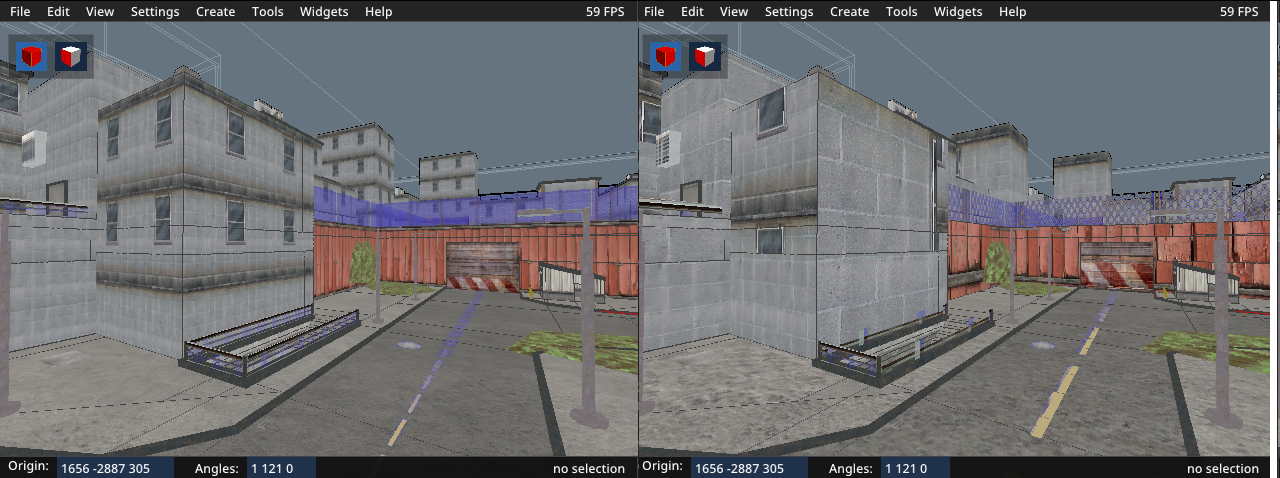 File Edit View Settings Create Tools Widgets Help 59 FPS
File Edit View Settings Create Tools Widgets Help 59 FPS
Origin: 1656 -2887 305 Angles: 1 121 0 no selection
Origin: 1656 -2887 305 Angles: 1 121 0 no selection